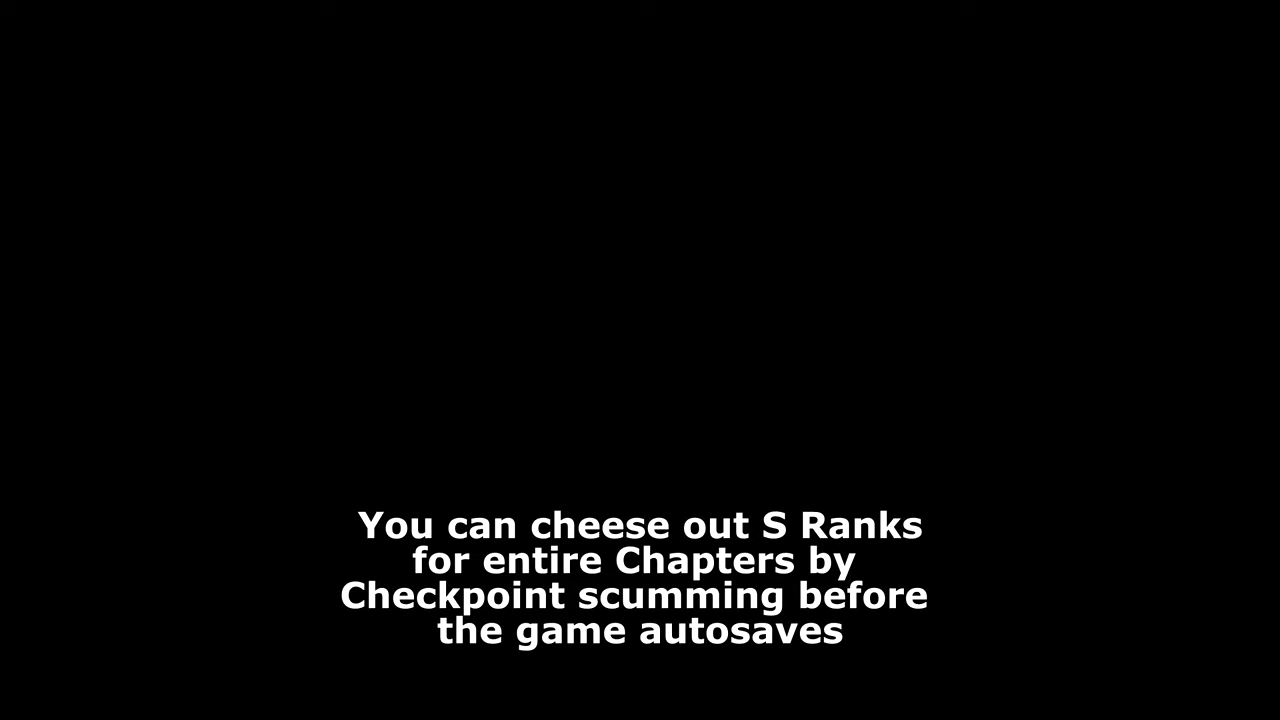 You can cheese out S Ranks
for entire Chapters by
Checkpoint scumming before
the game autosaves